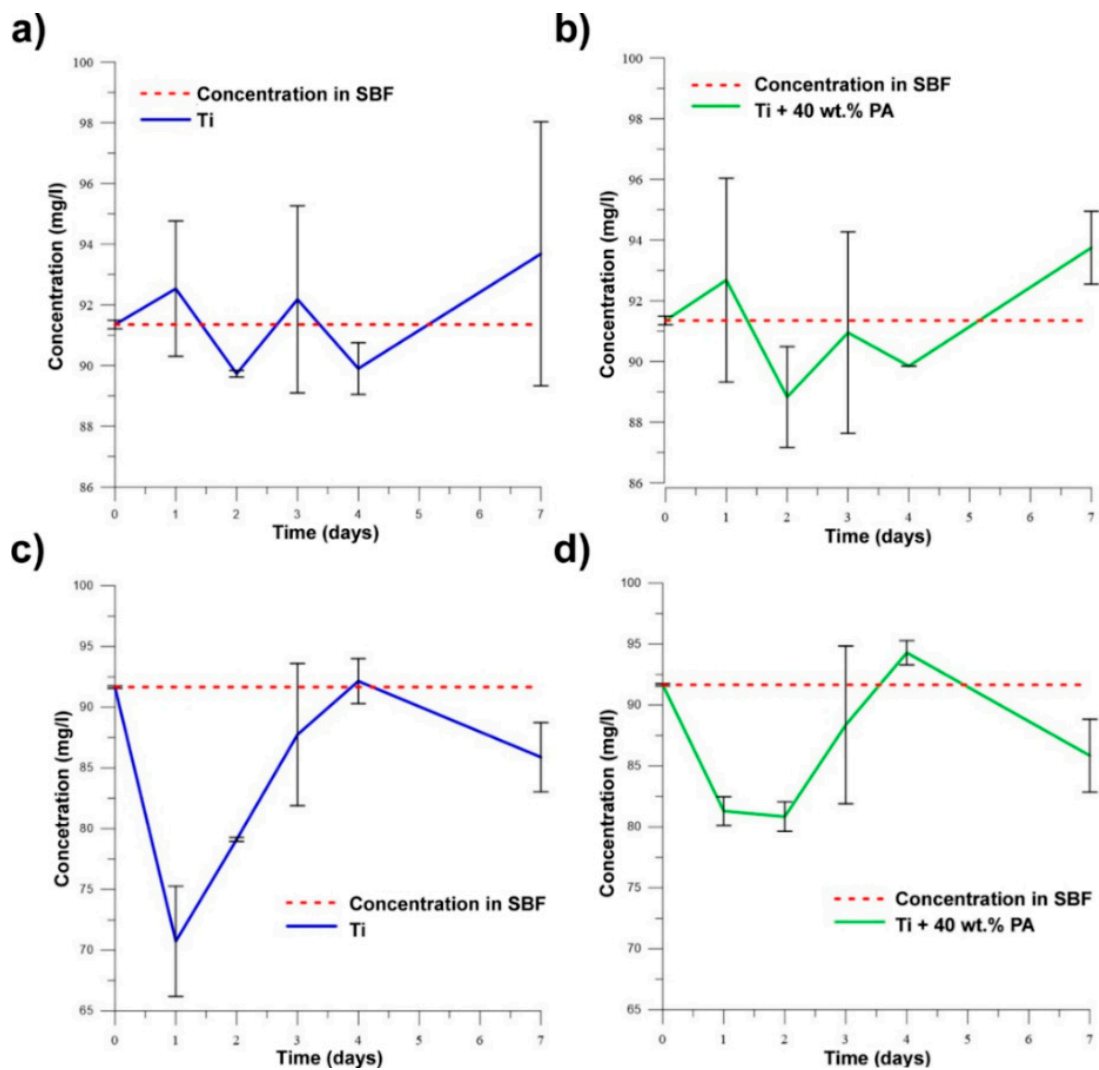 a)
100
98
96
94
92
90
88
86
Concentration (mg/l)
Concentration in SBF
Ti
0 1 2 3 4 5 6 7
Time (days)
b)
100
98
96
94
92
90
88
86
Concentration (mg/l)
Concentration in SBF
Ti + 40 wt.% PA
0 1 2 3 4 5 6 7
Time (days)
c)
100
95
90
85
80
75
70
65
Concetration (mg/l)
Concentration in SBF
Ti
0 1 2 3 4 5 6 7
Time (days)
d)
100
95
90
85
80
75
70
65
Concentration (mg/l)
Concentration in SBF
Ti + 40 wt.% PA
0 1 2 3 4 5 6 7
Time (days)